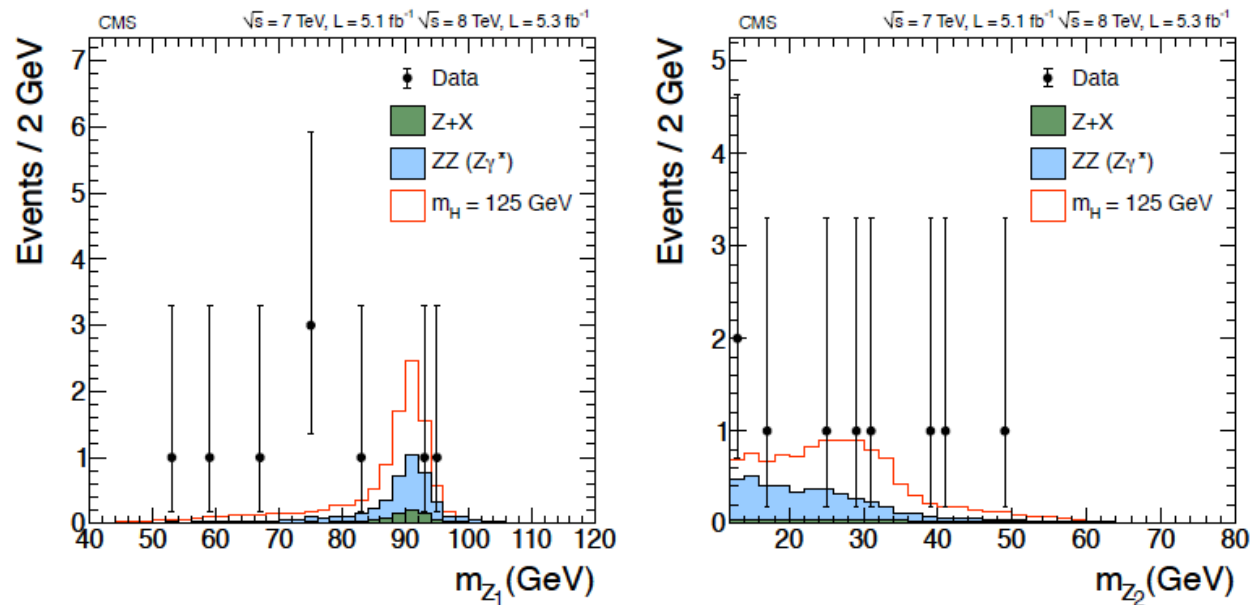 CMS √s = 7 TeV, L = 5.1 fb⁻¹ √s = 8 TeV, L = 5.3 fb⁻¹
Events / 2 GeV
7
6
5
4
3
2
1
0
Data
Z+X
ZZ (Zγ*)
m_H = 125 GeV
40 50 60 70 80 90 100 110 120
m_Z₁ (GeV)
CMS √s = 7 TeV, L = 5.1 fb⁻¹ √s = 8 TeV, L = 5.3 fb⁻¹
Events / 2 GeV
5
4
3
2
1
0
Data
Z+X
ZZ (Zγ*)
m_H = 125 GeV
20 30 40 50 60 70 80
m_Z₂ (GeV)